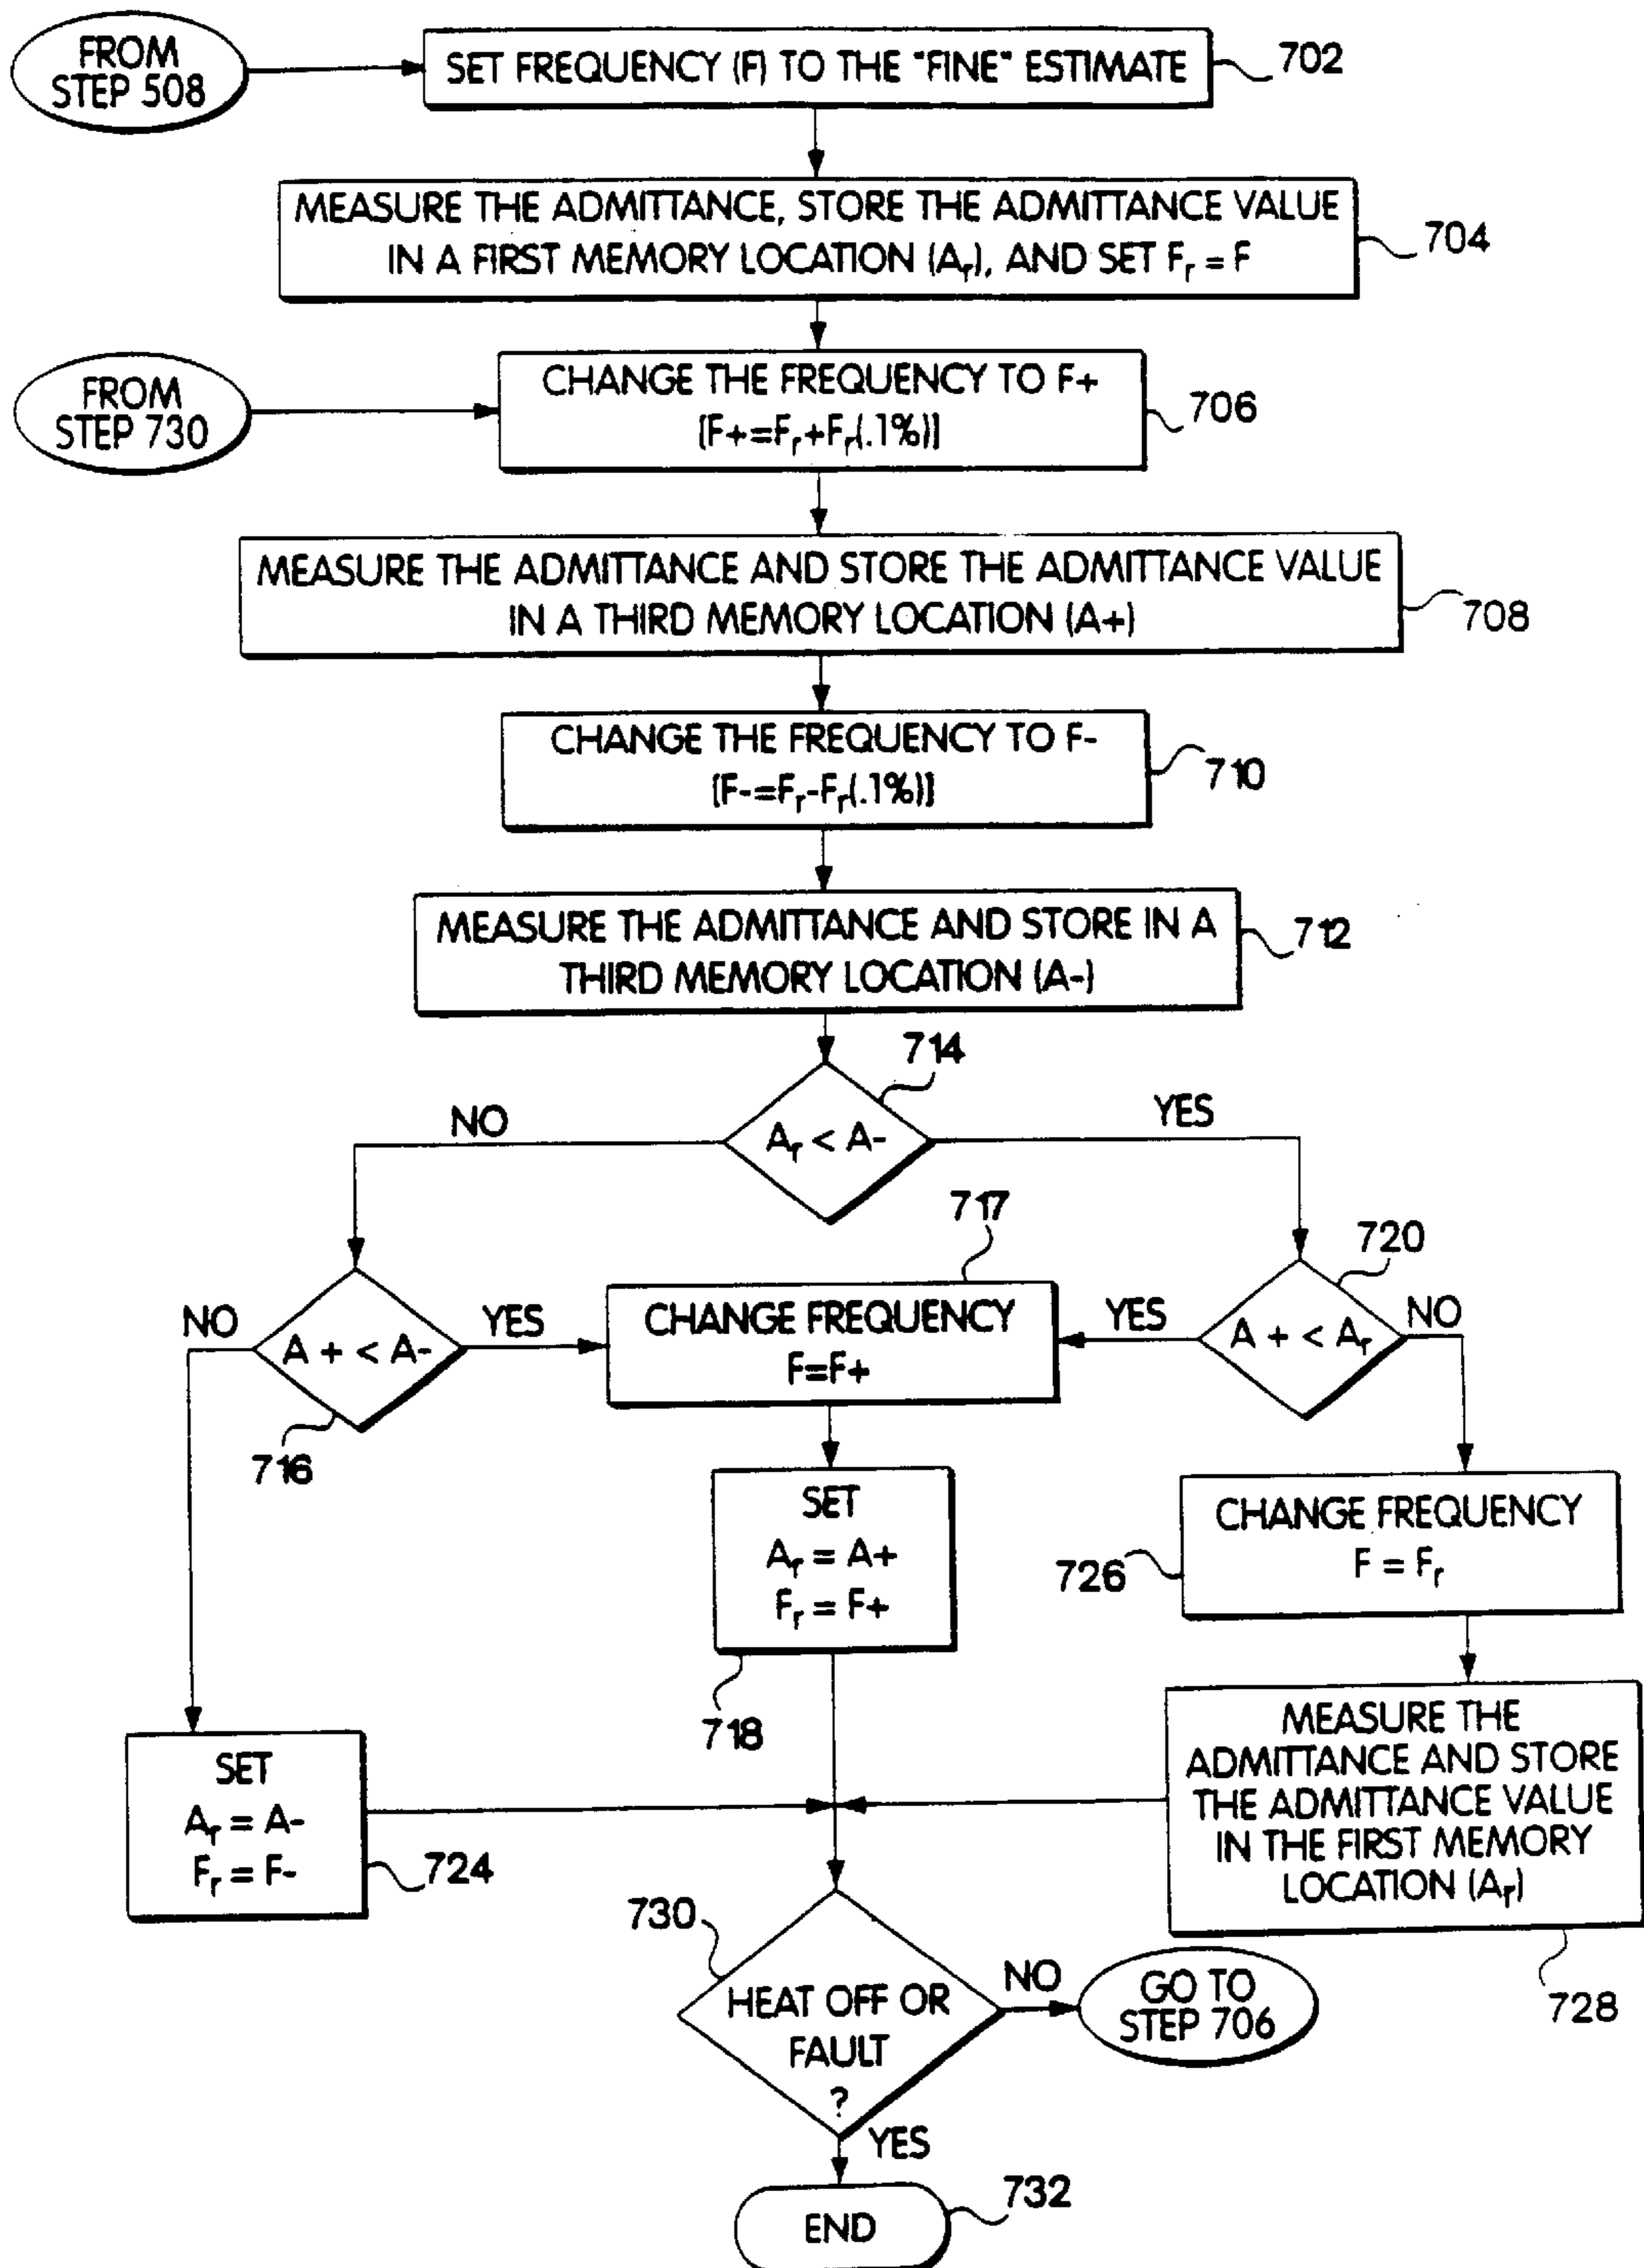 FROM
STEP 508
SET FREQUENCY (F) TO THE "FINE" ESTIMATE
702
MEASURE THE ADMITTANCE, STORE THE ADMITTANCE VALUE
IN A FIRST MEMORY LOCATION (Ar), AND SET Fr = F
704
FROM
STEP 730
CHANGE THE FREQUENCY TO F+
[F+=Fr+Fr(.1%)]
706
MEASURE THE ADMITTANCE AND STORE THE ADMITTANCE VALUE
IN A THIRD MEMORY LOCATION (A+)
708
CHANGE THE FREQUENCY TO F-
[F-=Fr-Fr(.1%)]
710
MEASURE THE ADMITTANCE AND STORE IN A
THIRD MEMORY LOCATION (A-)
712
714
Ar < A-
NO
YES
717
720
NO
A + < A-
YES
716
CHANGE FREQUENCY
F=F+
YES
A + < Ar
NO
SET
Ar = A+
Fr = F+
718
CHANGE FREQUENCY
F = Fr
726
SET
Ar = A-
Fr = F-
724
MEASURE THE
ADMITTANCE AND STORE
THE ADMITTANCE VALUE
IN THE FIRST MEMORY
LOCATION (Ar)
728
730
HEAT OFF OR
FAULT
?
NO
GO TO
STEP 706
YES
END
732